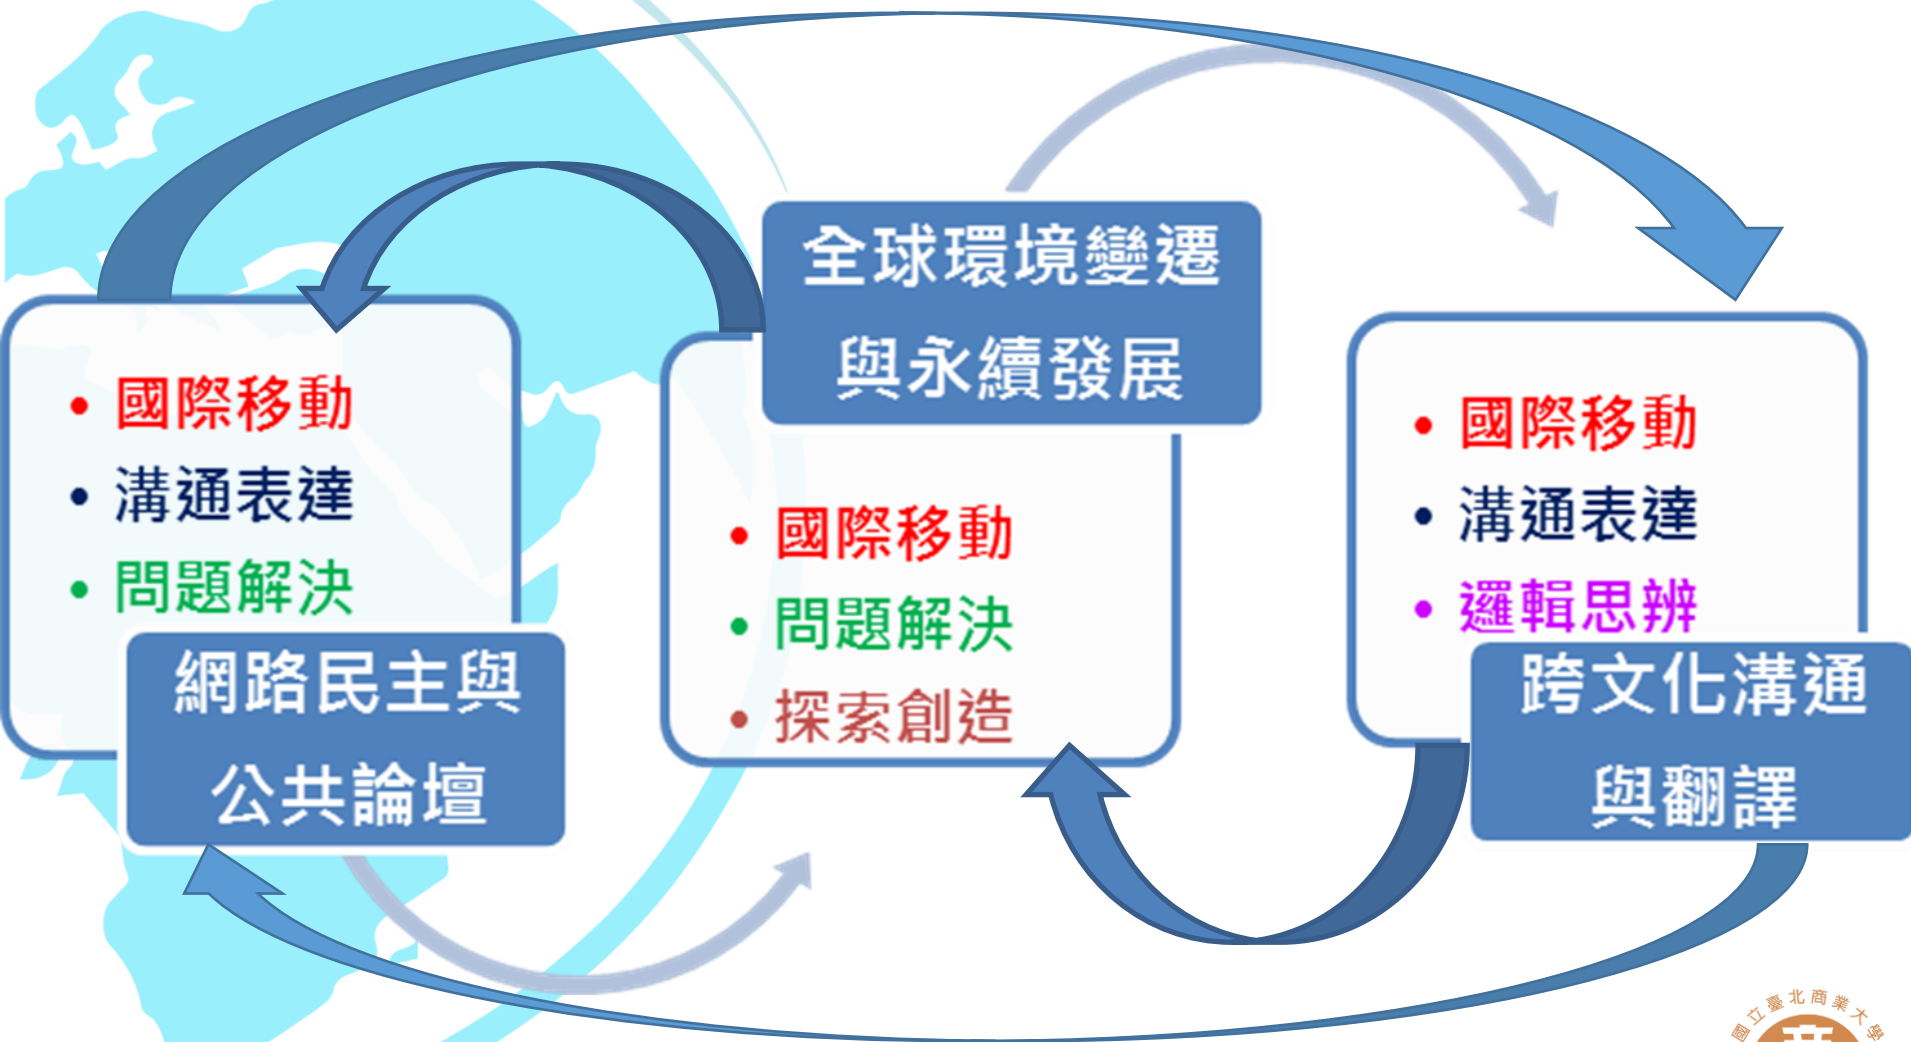 國際移動
溝通表達
問題解決
網路民主與
公共論壇
全球環境變遷
與永續發展
國際移動
問題解決
探索創造
國際移動
溝通表達
邏輯思辨
跨文化溝通
與翻譯
國立臺北商業大學